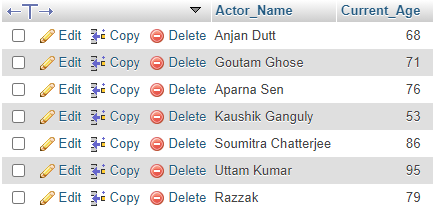 Actor_Name Current_Age
Edit Copy Delete Anjan Dutt 68
Edit Copy Delete Goutam Ghose 71
Edit Copy Delete Aparna Sen 76
Edit Copy Delete Kaushik Ganguly 53
Edit Copy Delete Soumitra Chatterjee 86
Edit Copy Delete Uttam Kumar 95
Edit Copy Delete Razzak 79